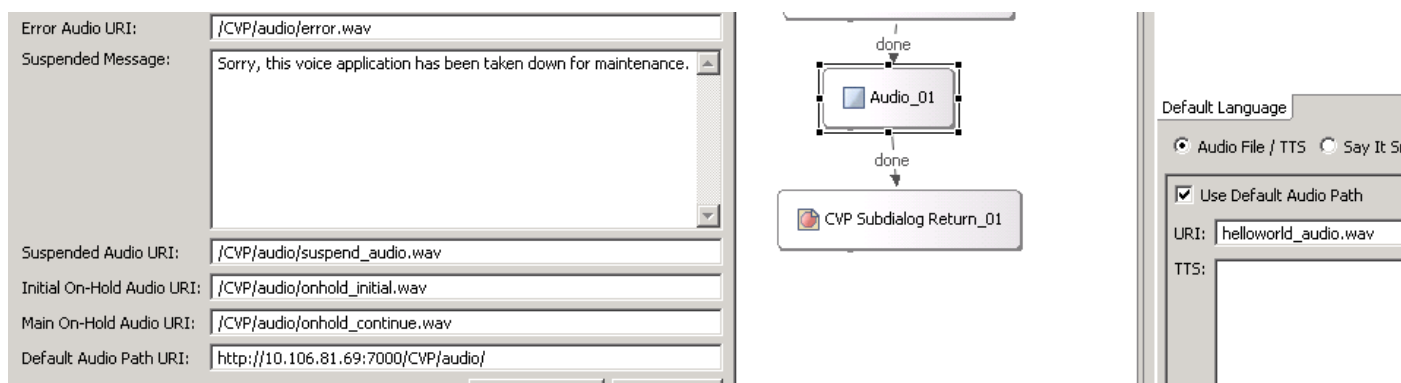 Error Audio URI: /CVP/audio/error.wav
Suspended Message: Sorry, this voice application has been taken down for maintenance.
Suspended Audio URI: /CVP/audio/suspend_audio.wav
Initial On-Hold Audio URI: /CVP/audio/onhold_initial.wav
Main On-Hold Audio URI: /CVP/audio/onhold_continue.wav
Default Audio Path URI: http://10.106.81.69:7000/CVP/audio/
done
Audio_01
done
CVP Subdialog Return_01
Default Language
Audio File / TTS Say It
Use Default Audio Path
URI: helloworld_audio.wav
TTS: